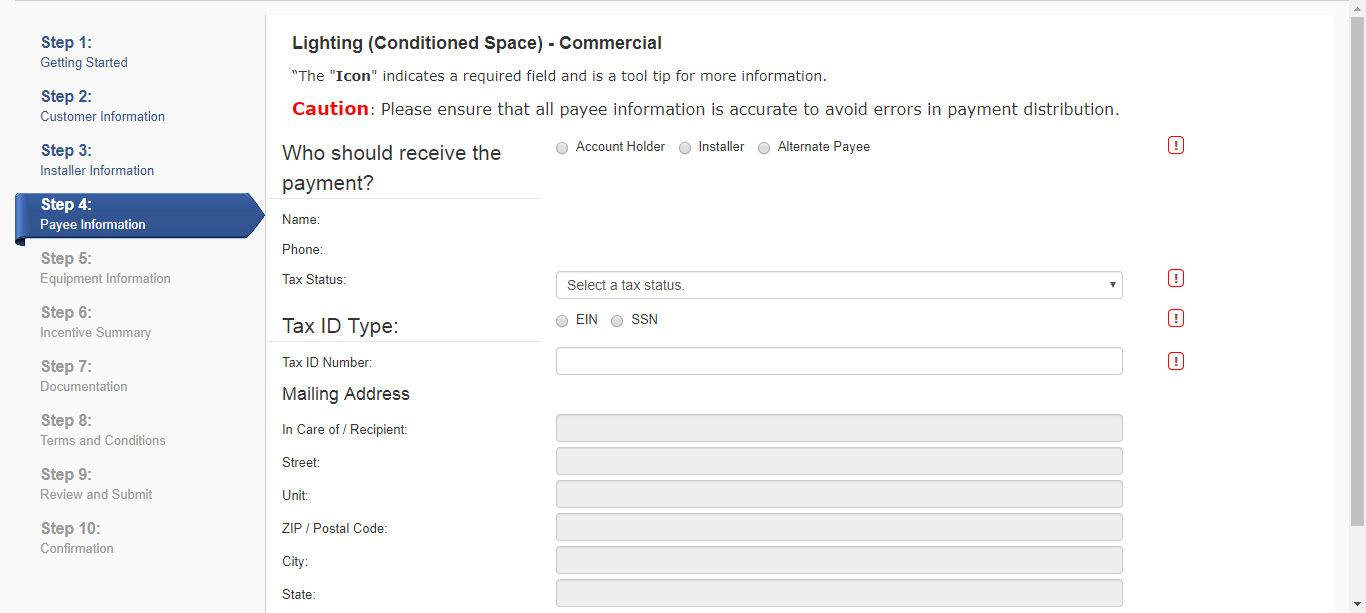 Step 1:
Getting Started
Step 2:
Customer Information
Step 3:
Installer Information
Step 4:
Payee Information
Step 5:
Equipment Information
Step 6:
Incentive Summary
Step 7:
Documentation
Step 8:
Terms and Conditions
Step 9:
Review and Submit
Step 10:
Confirmation
Lighting (Conditioned Space) - Commercial
“The "Icon" indicates a required field and is a tool tip for more information.
Caution: Please ensure that all payee information is accurate to avoid errors in payment distribution.
Who should receive the
payment?
Account Holder Installer Alternate Payee !
Name:
Phone:
Tax Status: Select a tax status. !
Tax ID Type: EIN SSN !
Tax ID Number: !
Mailing Address
In Care of / Recipient:
Street:
Unit:
ZIP / Postal Code:
City:
State: